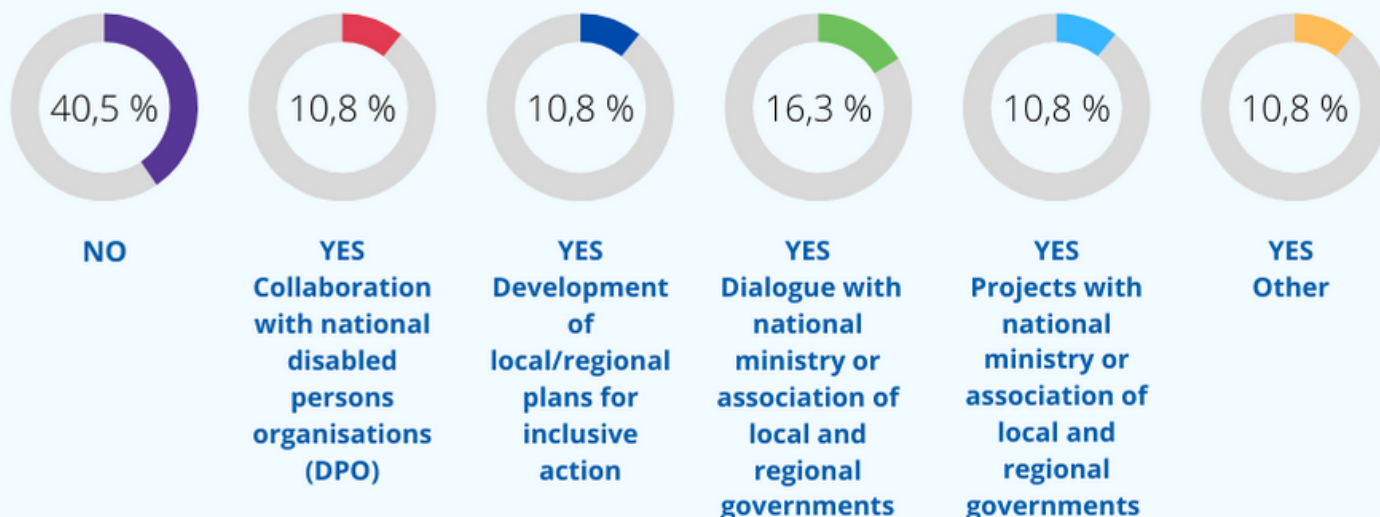 40,5 %
10,8 %
10,8 %
16,3 %
10,8 %
10,8 %
NO
YES
Collaboration
with national
disabled
persons
organisations
(DPO)
YES
Development
of
local/regional
plans for
inclusive
action
YES
Dialogue with
national
ministry or
association of
local and
regional
governments
YES
Projects with
national
ministry or
association of
local and
regional
governments
YES
Other